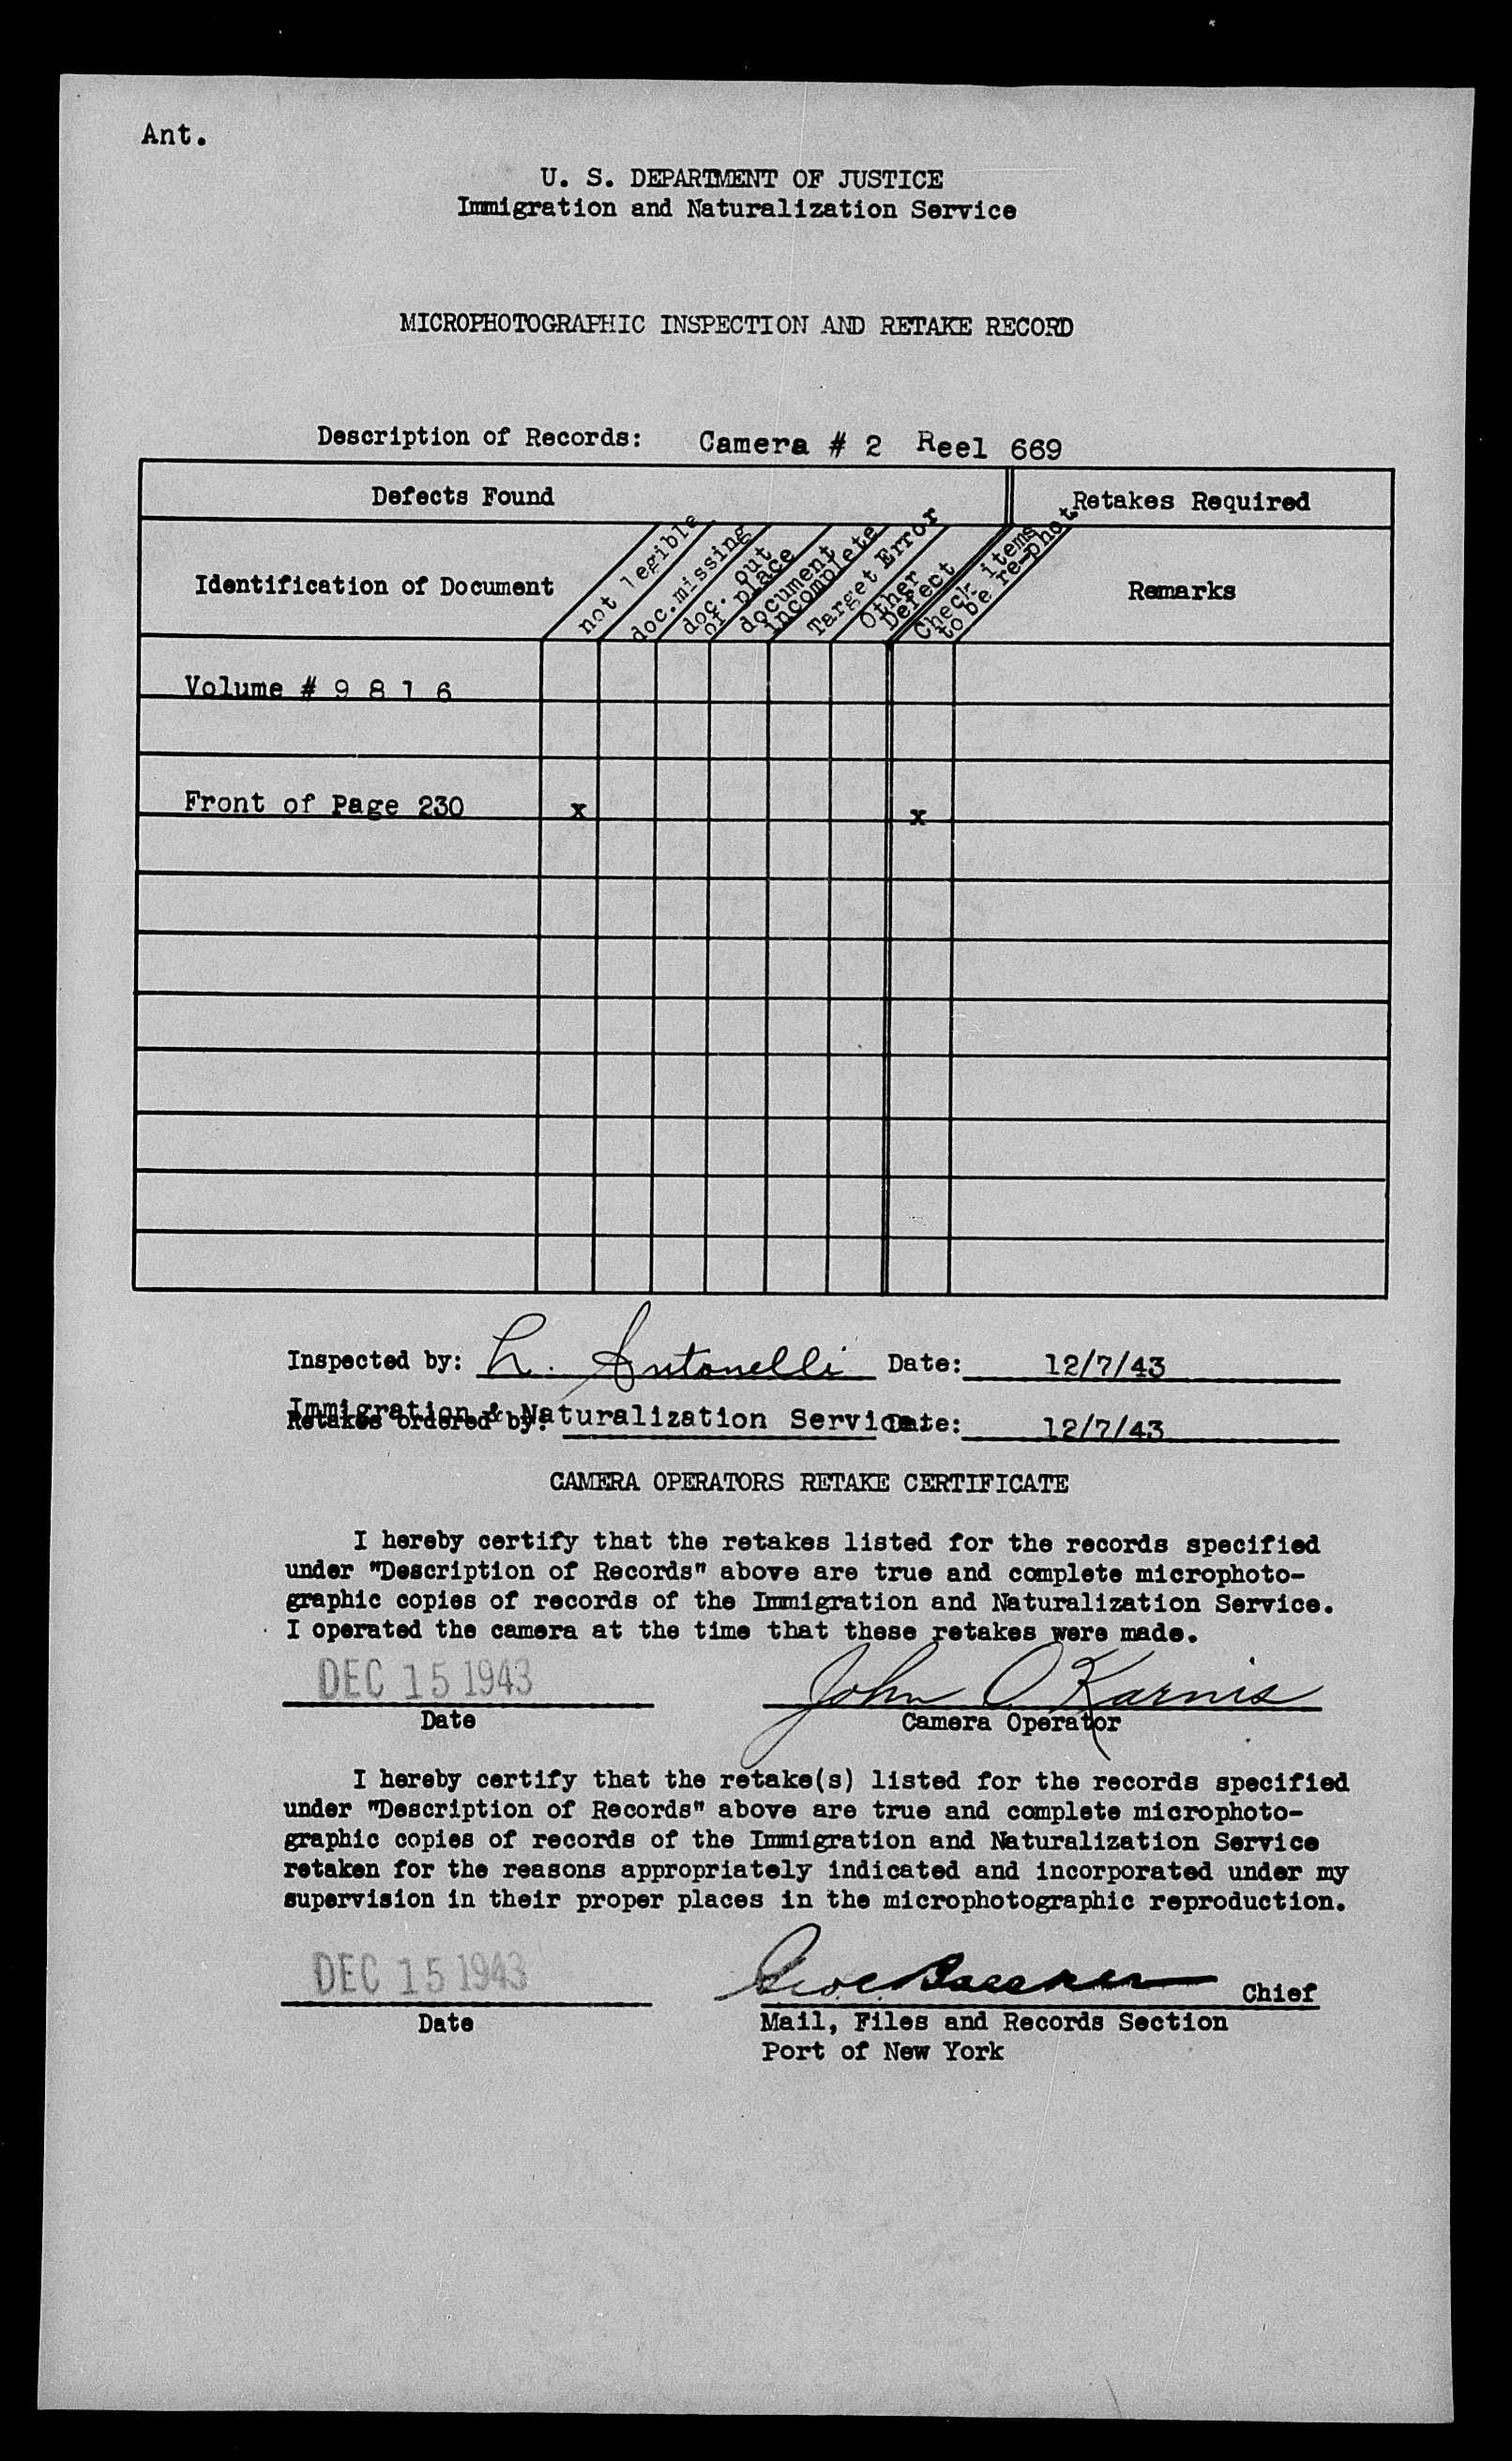 Ant.
U. S. DEPARTMENT OF JUSTICE
Immigration and Naturalization Service
MICROPHOTOGRAPHIC INSPECTION AND RETAKE RECORD
Description of Records: Camera # 2 Reel 669
Defects Found
Retakes Required
Identification of Document
not legible
doc.missing
doc. out
of place
document
incomplete
Target Error
Other
Defect
Check items
to be re-phot.
Remarks
Volume # 9 8 1 6
Front of Page 230 x x
Inspected by: L. Antonelli Date: 12/7/43
Immigration & Naturalization Service
Retakes ordered by: Date: 12/7/43
CAMERA OPERATORS RETAKE CERTIFICATE
I hereby certify that the retakes listed for the records specified
under "Description of Records" above are true and complete microphoto-
graphic copies of records of the Immigration and Naturalization Service.
I operated the camera at the time that these retakes were made.
DEC 15 1943 John O Karnis
Date Camera Operator
I hereby certify that the retake(s) listed for the records specified
under "Description of Records" above are true and complete microphoto-
graphic copies of records of the Immigration and Naturalization Service
retaken for the reasons appropriately indicated and incorporated under my
supervision in their proper places in the microphotographic reproduction.
DEC 15 1943 Chief
Date Mail, Files and Records Section
Port of New York